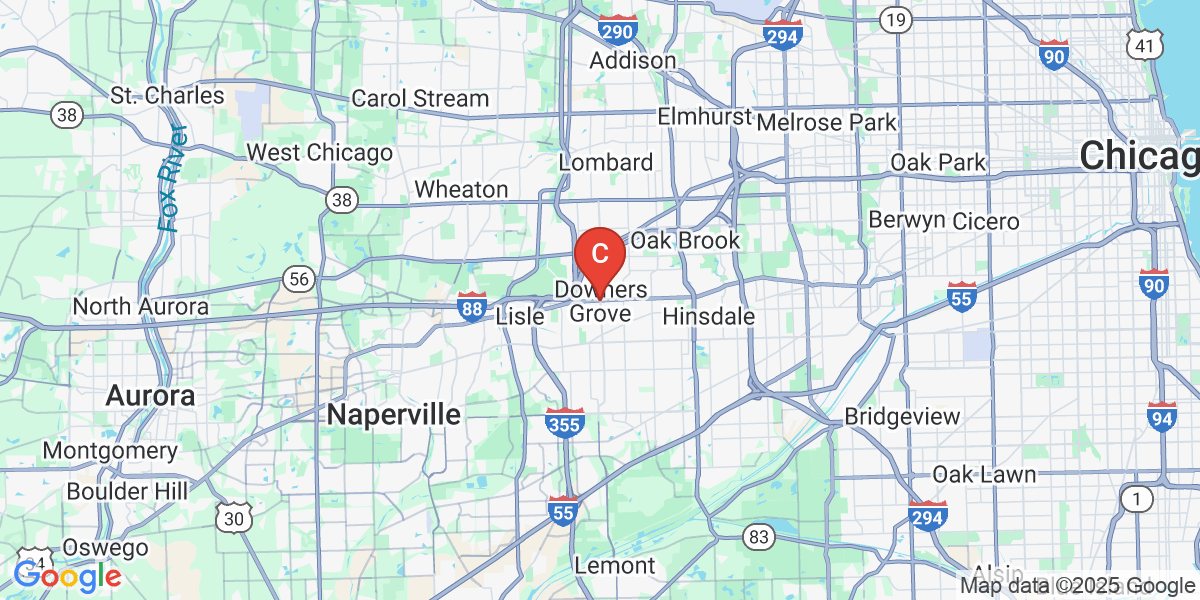 290
294
19
41
90
Addison
St. Charles
Carol Stream
38
Elmhurst
Melrose Park
Fox River
West Chicago
Lombard
Oak Park
Chicag
Wheaton
38
Berwyn
Cicero
C
Oak Brook
56
North Aurora
88
Downers
Grove
Lisle
Hinsdale
55
90
Aurora
Naperville
355
Bridgeview
94
Montgomery
Oak Lawn
Boulder Hill
30
55
294
1
83
Oswego
Lemont
Alsip
Google
Map data ©2025 Google